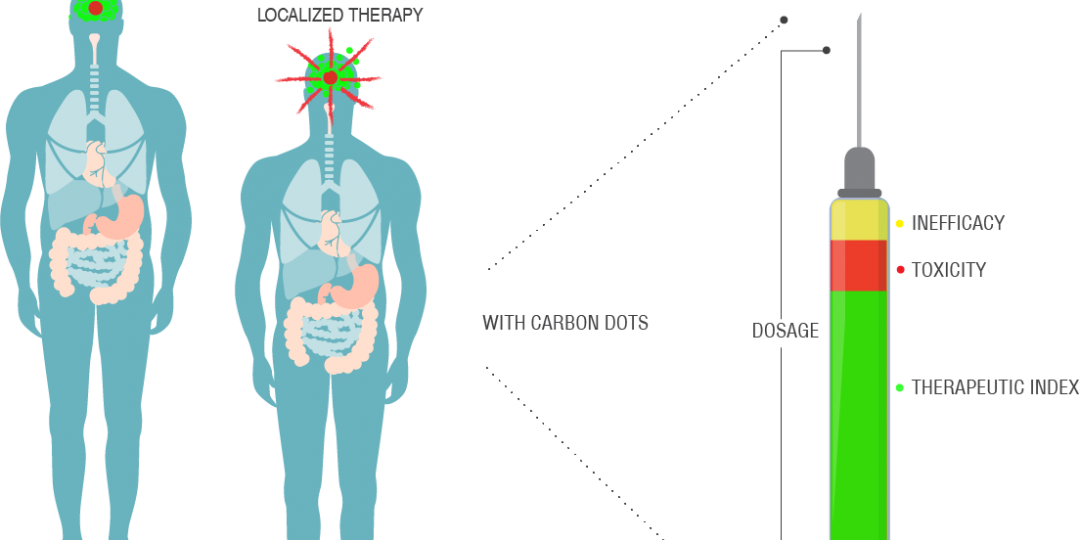 LOCALIZED THERAPY
WITH CARBON DOTS
DOSAGE
INEFFICACY
TOXICITY
THERAPEUTIC INDEX